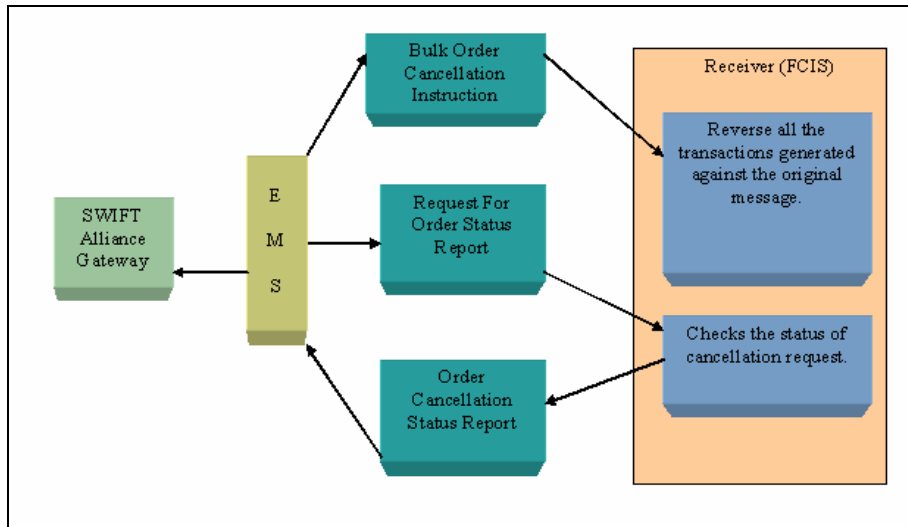 SWIFT
Alliance
Gateway
E
M
S
Bulk Order
Cancellation
Instruction
Request For
Order Status
Report
Order
Cancellation
Status Report
Receiver (FCIS)
Reverse all the
transactions generated
against the original
message.
Checks the status of
cancellation request.